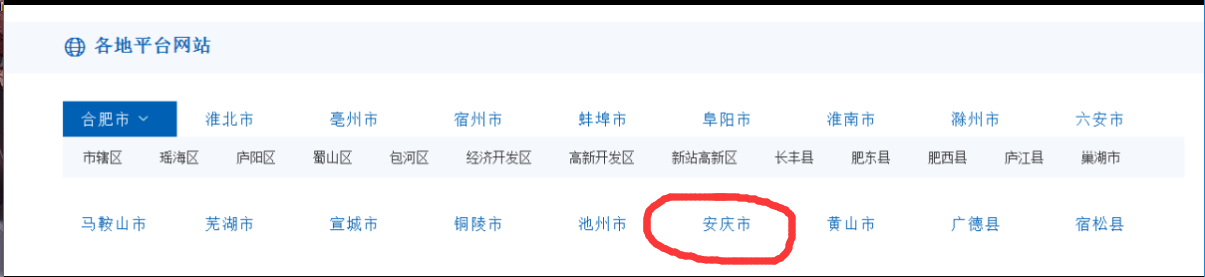 各地平台网站
合肥市 淮北市 亳州市 宿州市 蚌埠市 阜阳市 淮南市 滁州市 六安市
市辖区 瑶海区 庐阳区 蜀山区 包河区 经济开发区 高新开发区 新站高新区 长丰县 肥东县 肥西县 庐江县 巢湖市
马鞍山市 芜湖市 宣城市 铜陵市 池州市 安庆市 黄山市 广德县 宿松县